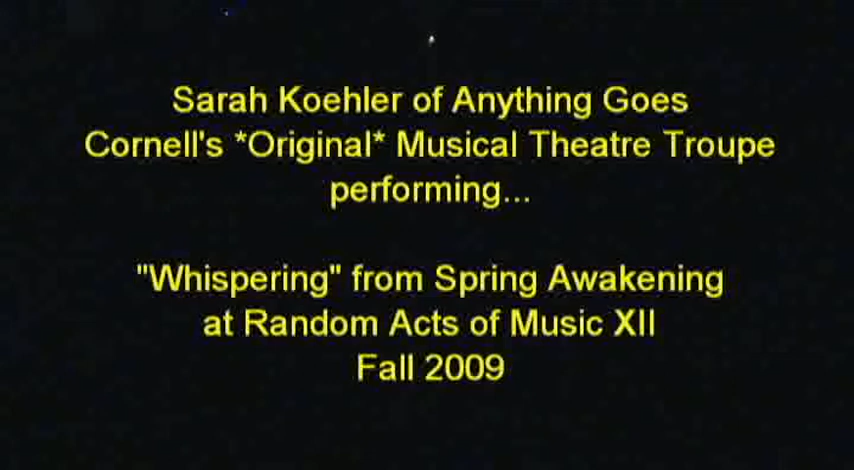 Sarah Koehler of Anything Goes
Cornell's *Original* Musical Theatre Troupe
performing...
"Whispering" from Spring Awakening
at Random Acts of Music XII
Fall 2009